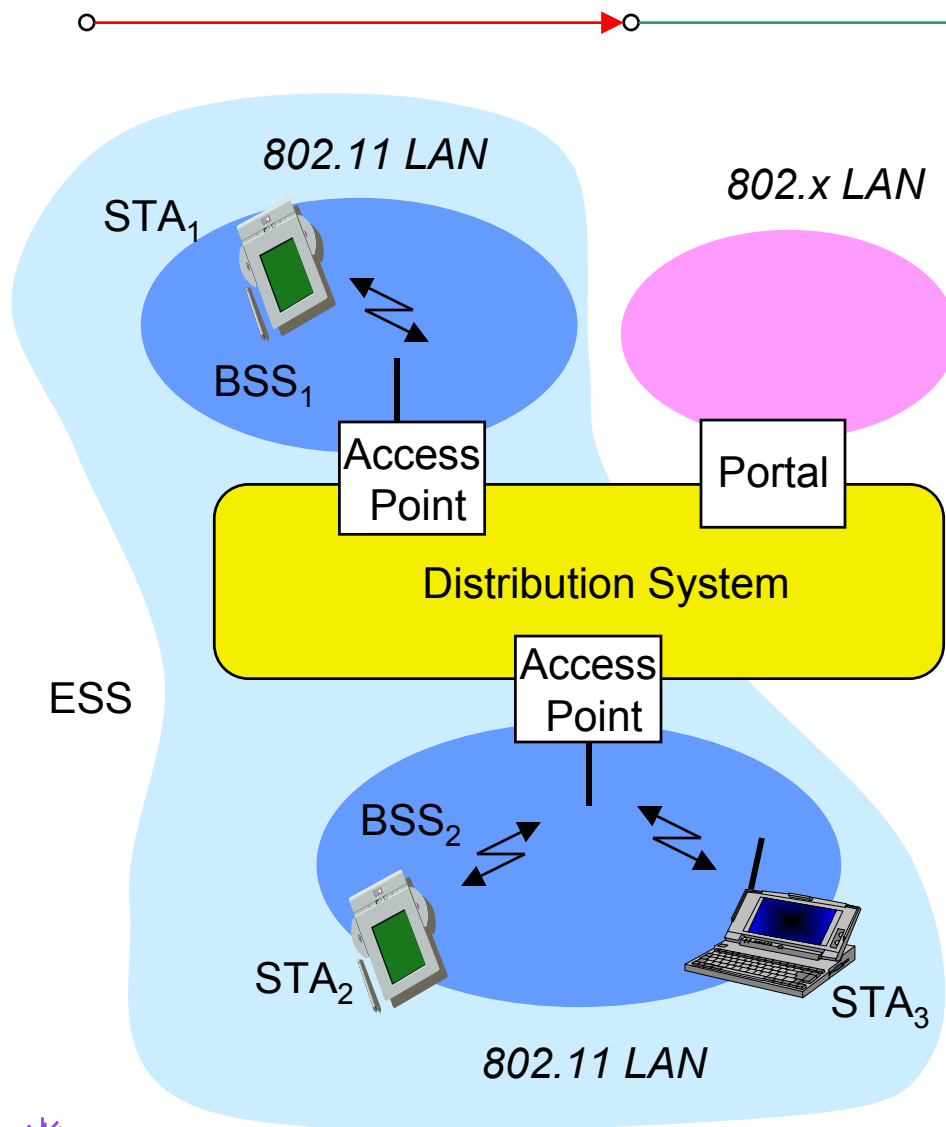 802.11 LAN
802.x LAN
STA₁
BSS₁
Access
Point
Portal
Distribution System
Access
Point
ESS
BSS₂
STA₂
STA₃
802.11 LAN